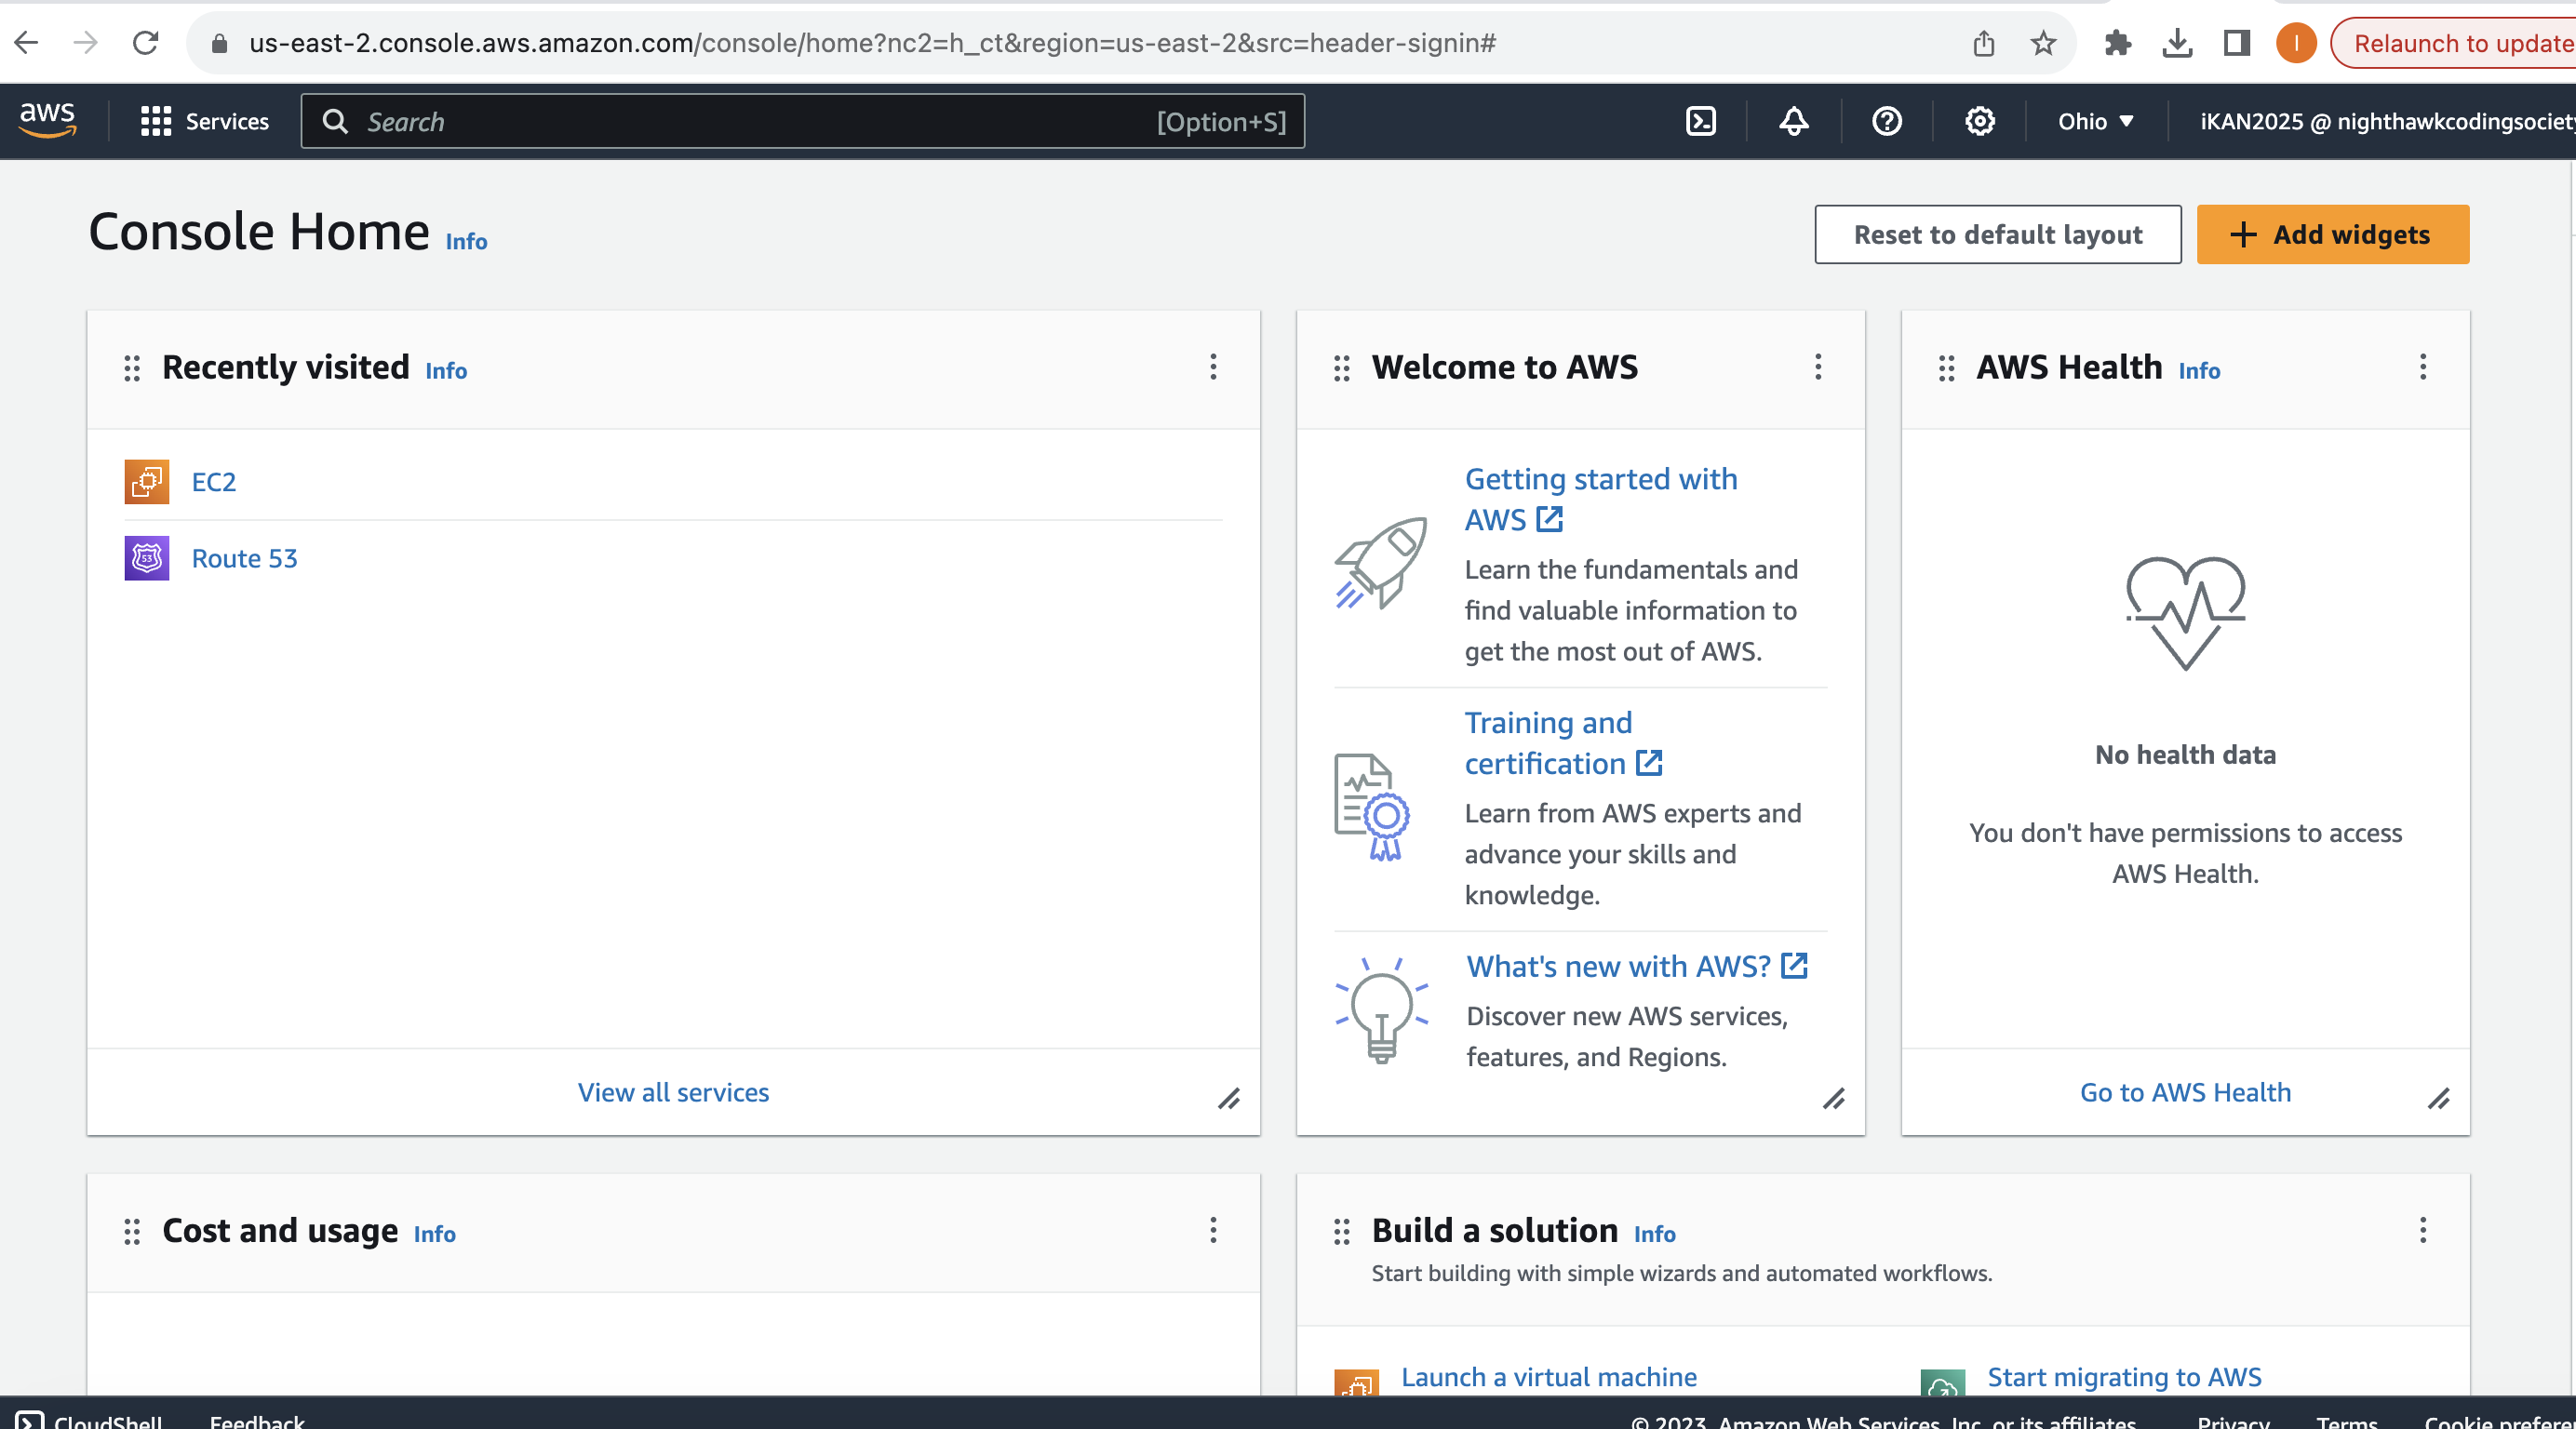 us-east-2.console.aws.amazon.com/console/home?nc2=h_ct&region=us-east-2&src=header-signin#
I
Relaunch to update
aws
Services
Search
[Option+S]
Ohio
iKAN2025 @ nighthawkcodingsociety
Console Home Info
Reset to default layout
Add widgets
Recently visited Info
EC2
53
Route 53
View all services
Welcome to AWS
Getting started with
AWS
Learn the fundamentals and
find valuable information to
get the most out of AWS.
Training and
certification
Learn from AWS experts and
advance your skills and
knowledge.
What's new with AWS?
Discover new AWS services,
features, and Regions.
AWS Health Info
No health data
You don't have permissions to access
AWS Health.
Go to AWS Health
Cost and usage Info
Build a solution Info
Start building with simple wizards and automated workflows.
Launch a virtual machine
Start migrating to AWS
CloudShell
Feedback
© 2023, Amazon Web Services, Inc. or its affiliates.
Privacy
Terms
Cookie prefere